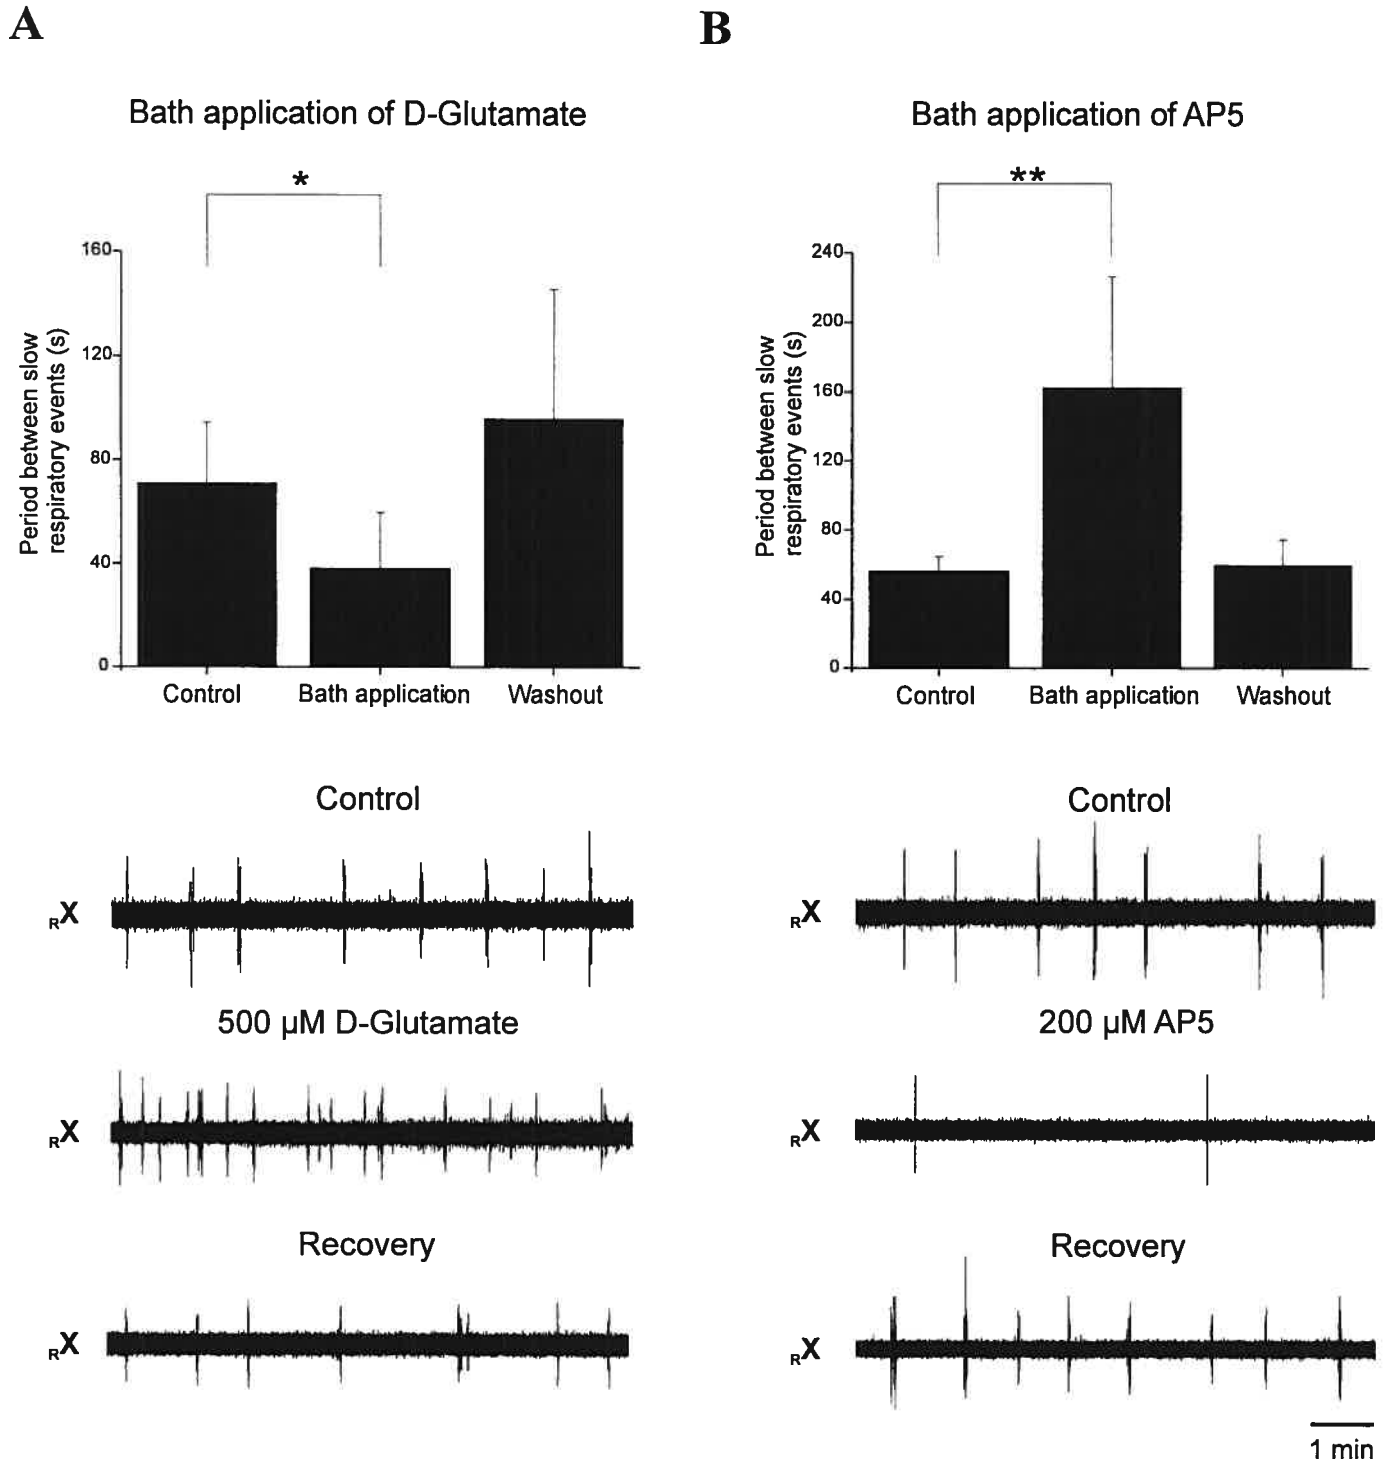 A
B
Bath application of D-Glutamate
*
160
120
80
40
0
Period between slow
respiratory events (s)
Control
Bath application
Washout
Bath application of AP5
**
240
200
160
120
80
40
0
Period between slow
respiratory events (s)
Control
Bath application
Washout
Control
RX
500 µM D-Glutamate
RX
Recovery
RX
Control
RX
200 µM AP5
RX
Recovery
RX
1 min